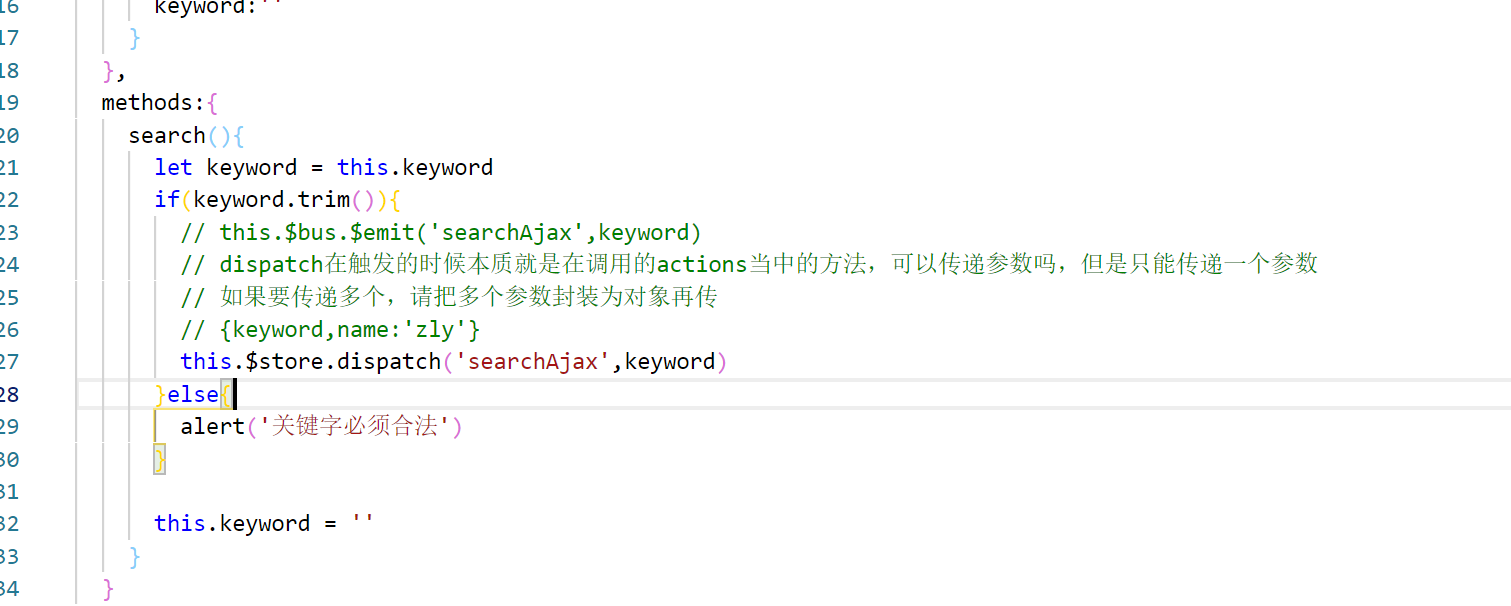 16 keyword:''
17 }
18 },
19 methods:{
20 search(){
21 let keyword = this.keyword
22 if(keyword.trim()){
23 // this.$bus.$emit('searchAjax',keyword)
24 // dispatch在触发的时候本质就是在调用的actions当中的方法，可以传递参数吗，但是只能传递一个参数
25 // 如果要传递多个，请把多个参数封装为对象再传
26 // {keyword,name:'zly'}
27 this.$store.dispatch('searchAjax',keyword)
28 }else{
29 alert('关键字必须合法')
30 }
31
32 this.keyword = ''
33 }
34 }